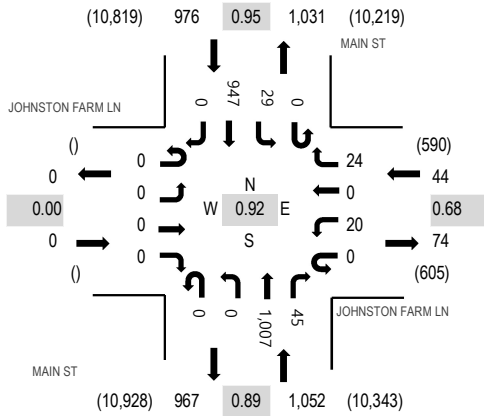 (10,819) 976 0.95 1,031 (10,219)
MAIN ST
JOHNSTON FARM LN
0 947 29 0
() 0 24 (590)
0 0 0 44
0.00 W N 0.92 S E 0.68
0 0 20 74
() 0 0 (605)
0 0 1,007 45
JOHNSTON FARM LN
MAIN ST
(10,928) 967 0.89 1,052 (10,343)